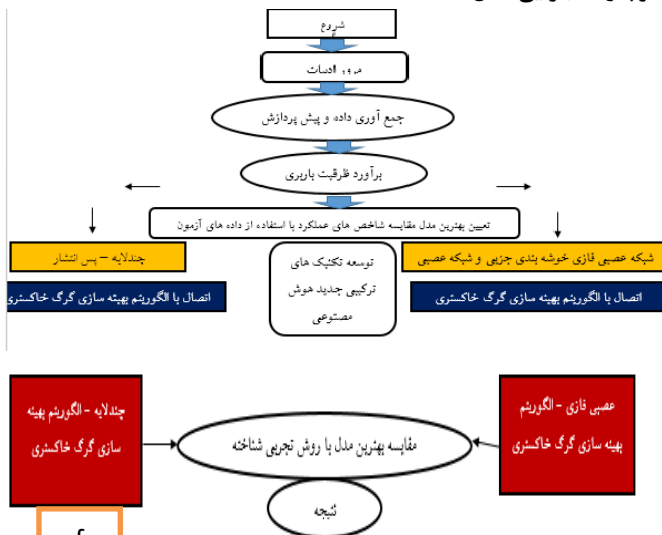 شروع
مرور ادبیات
جمع آوری داده و پیش پردازش
برآورد ظرفیت باربری
تعیین بهترین مدل مقایسه شاخص های عملکرد با استفاده از داده های آزمون
شبکه عصبی فازی خوشه بندی جزیی و شبکه عصبی
توسعه تکنیک های
ترکیبی جدید هوش
مصنوعی
چندلایه – پس انتشار
اتصال با الگوریتم بهینه سازی گرگ خاکستری
اتصال با الگوریتم بهیته سازی گرگ خاکستری
عصبی فازی – الگوریتم
بهینه سازی گرگ خاکستری
مقایسه بهترین مدل با روش تجربی شناخته
چندلایه – الگوریتم بهینه
سازی گرگ خاکستری
نتیجه